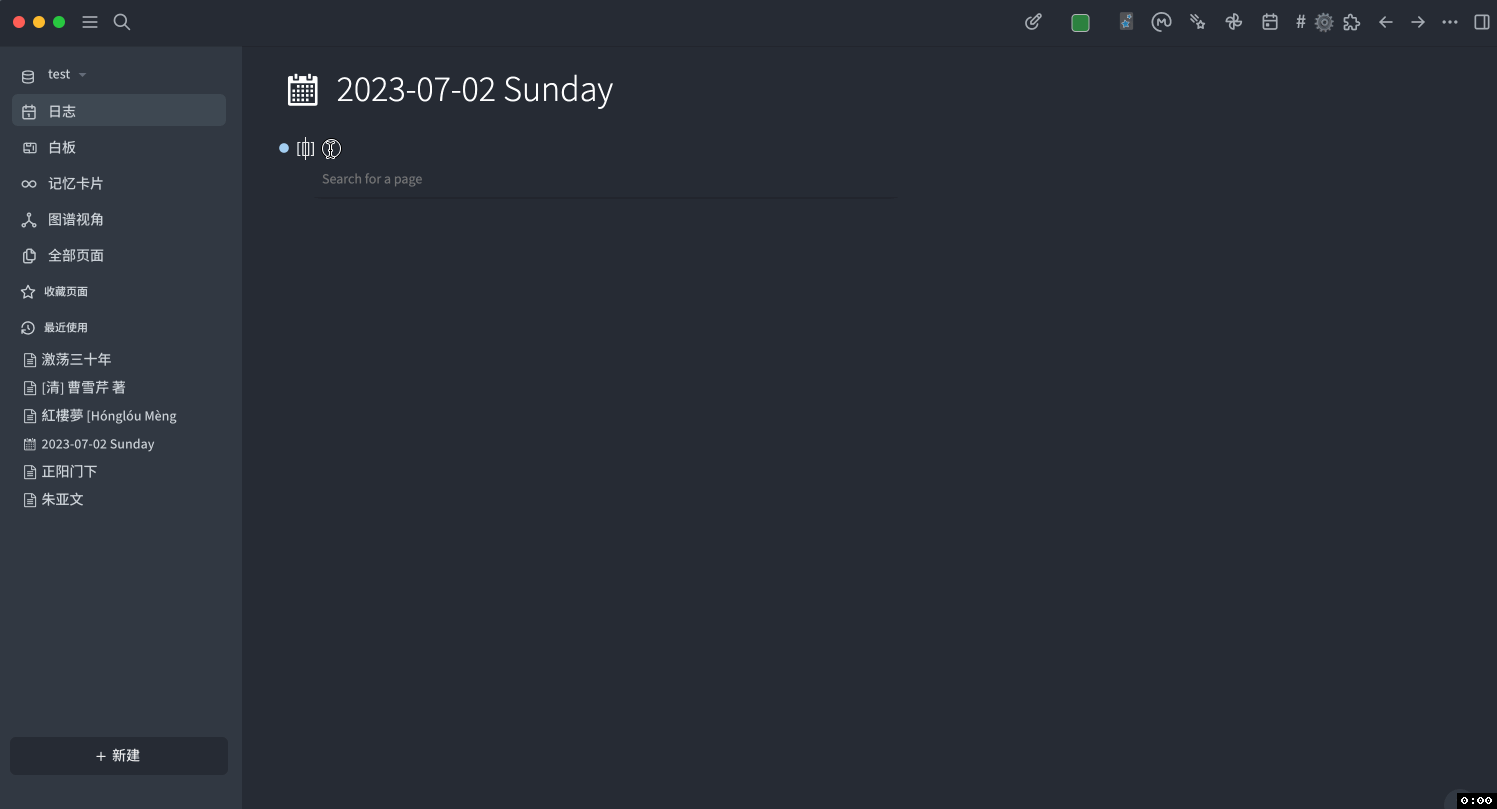 #
test
日志
白板
记忆卡片
图谱视角
全部页面
收藏页面
最近使用
激荡三十年
[清] 曹雪芹 著
紅樓夢 [Hónglóu Mèng
2023-07-02 Sunday
正阳门下
朱亚文
+ 新建
2023-07-02 Sunday
[[]]
Search for a page
0:00